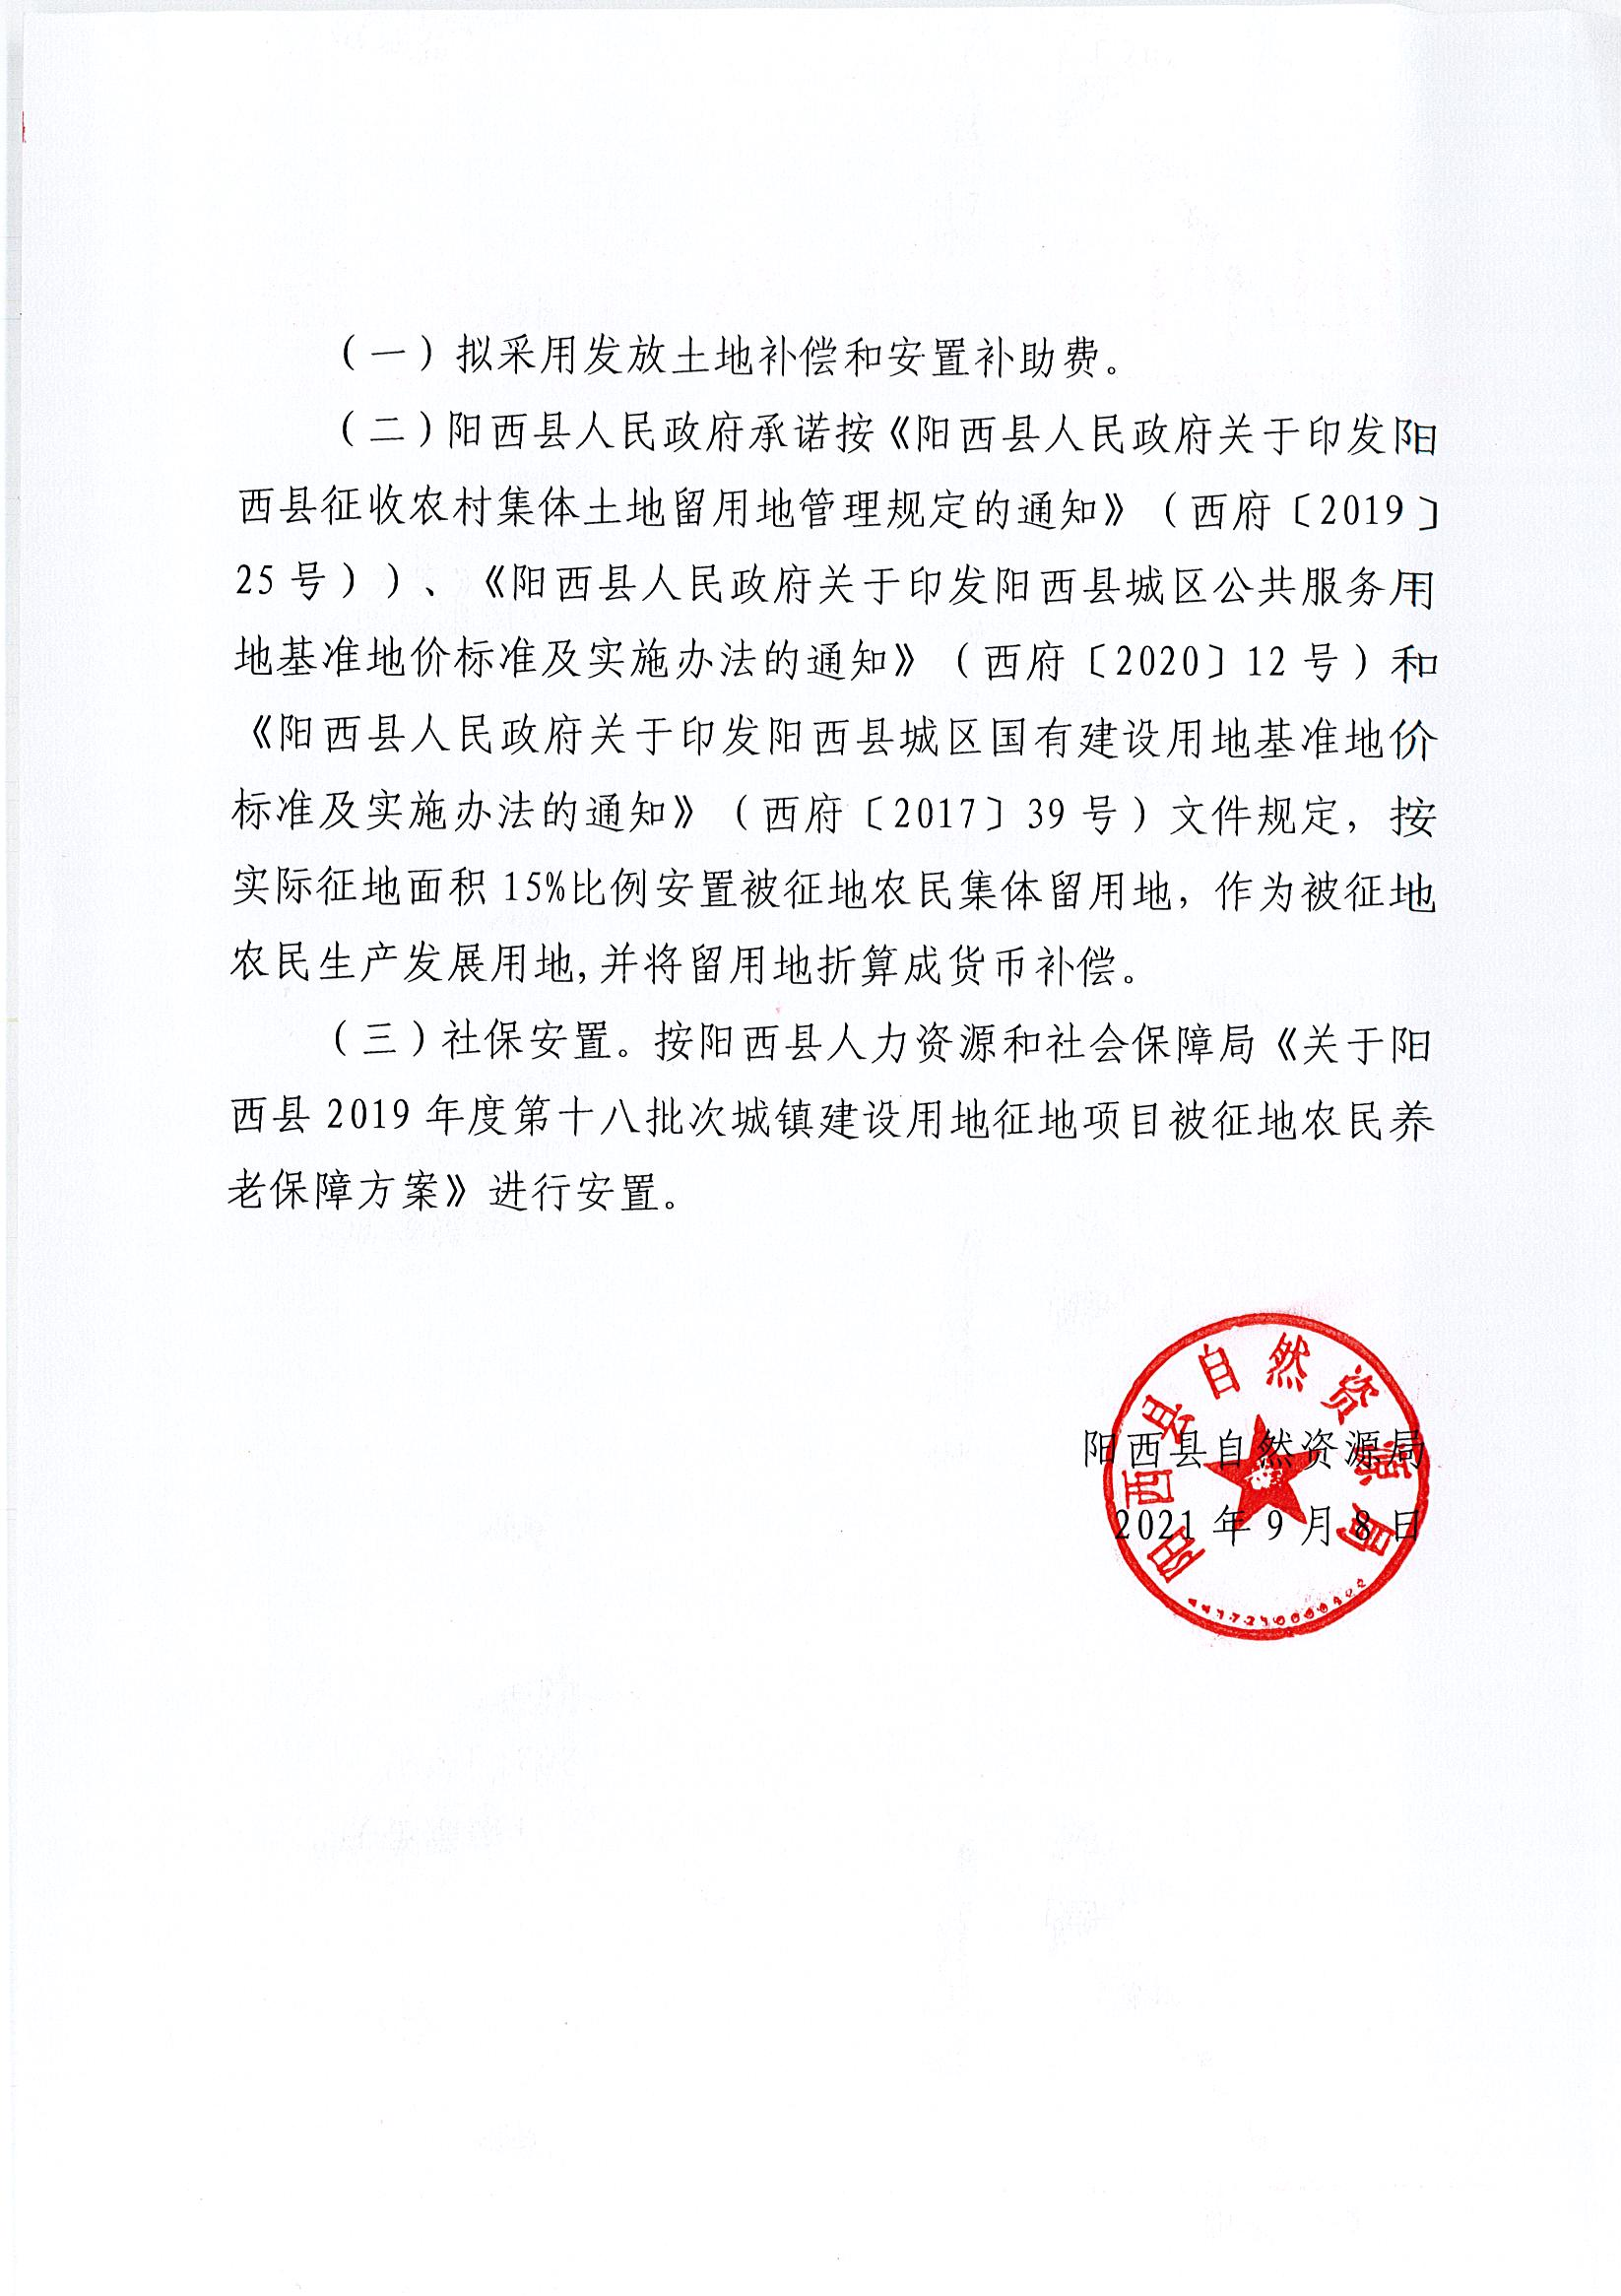 （一）拟采用发放土地补偿和安置补助费。
（二）阳西县人民政府承诺按《阳西县人民政府关于印发阳
西县征收农村集体土地留用地管理规定的通知》（西府〔2019〕
25号））、《阳西县人民政府关于印发阳西县城区公共服务用
地基准地价标准及实施办法的通知》（西府〔2020〕12号）和
《阳西县人民政府关于印发阳西县城区国有建设用地基准地价
标准及实施办法的通知》（西府〔2017〕39号）文件规定，按
实际征地面积15%比例安置被征地农民集体留用地，作为被征地
农民生产发展用地,并将留用地折算成货币补偿。
（三）社保安置。按阳西县人力资源和社会保障局《关于阳
西县2019年度第十八批次城镇建设用地征地项目被征地农民养
老保障方案》进行安置。
阳西县自然资源局
2021年9月8日
阳西县自然资源局